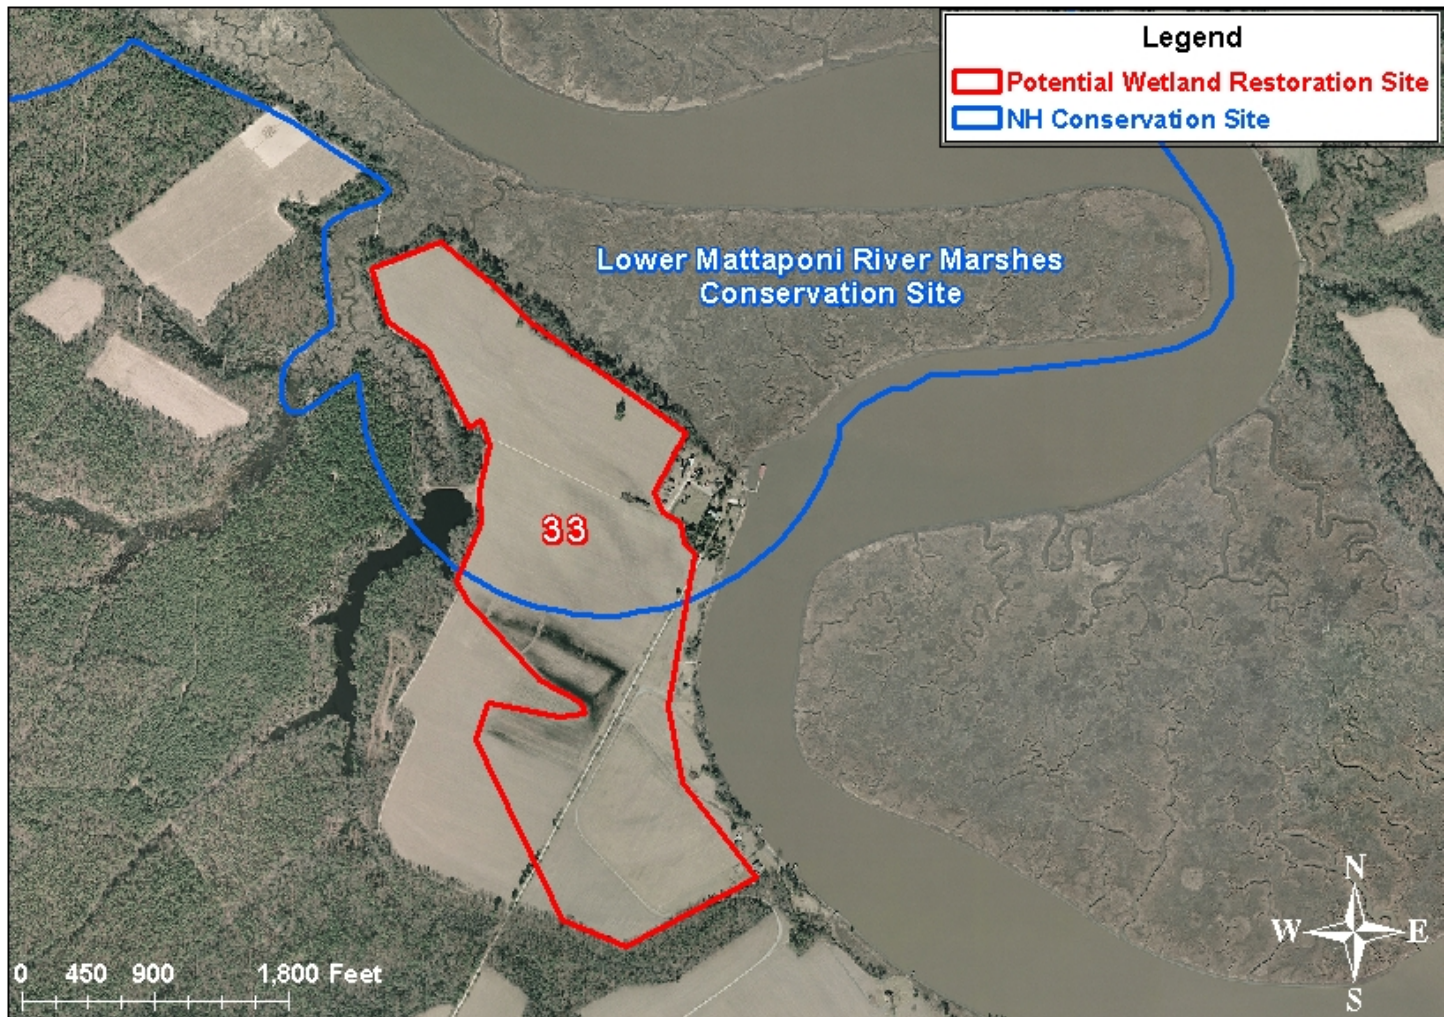 Legend
Potential Wetland Restoration Site
NH Conservation Site
Lower Mattaponi River Marshes
Conservation Site
33
N
W E
S
0 450 900 1,800 Feet